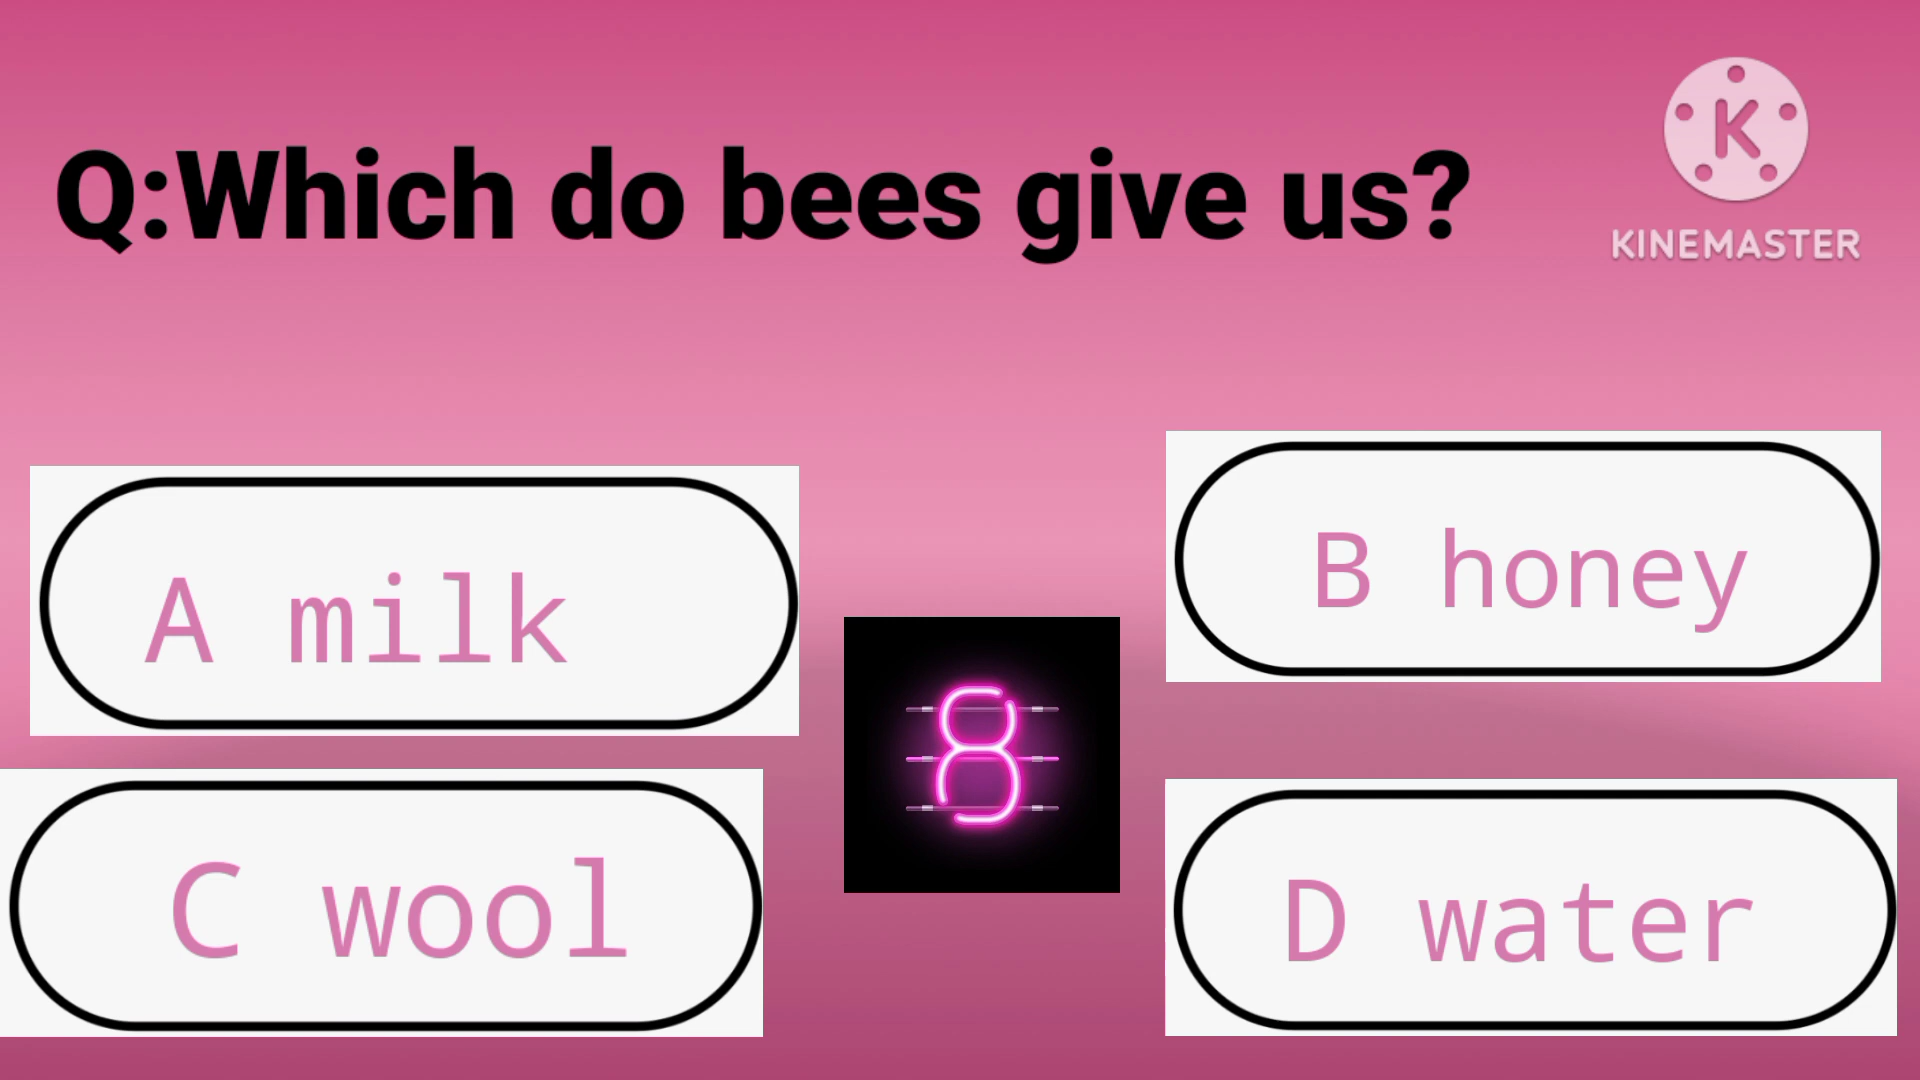 Q:Which do bees give us?
KINEMASTER
A milk
B honey
8
C wool
D water